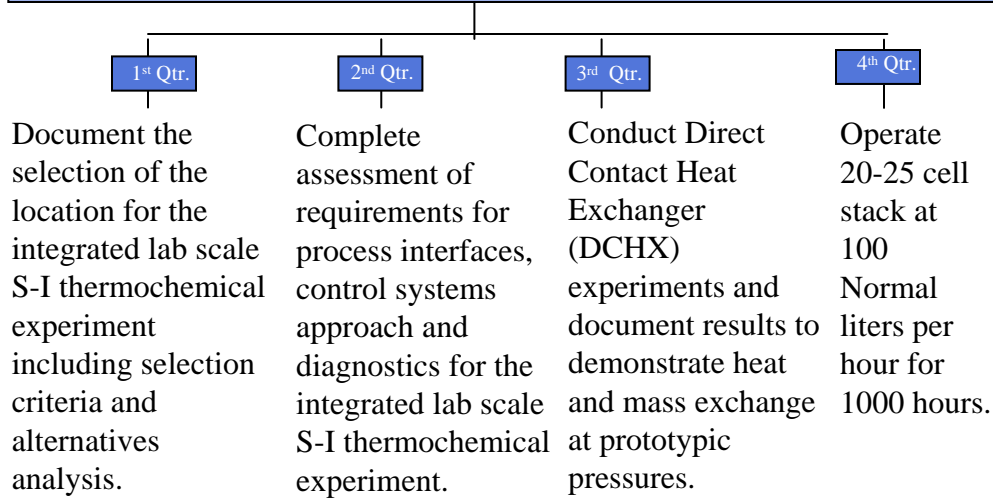 1st Qtr.
Document the
selection of the
location for the
integrated lab scale
S-I thermochemical
experiment
including selection
criteria and
alternatives
analysis.
2nd Qtr.
Complete
assessment of
requirements for
process interfaces,
control systems
approach and
diagnostics for the
integrated lab scale
S-I thermochemical
experiment.
3rd Qtr.
Conduct Direct
Contact Heat
Exchanger
(DCHX)
experiments and
document results to
demonstrate heat
and mass exchange
at prototypic
pressures.
4th Qtr.
Operate
20-25 cell
stack at
100
Normal
liters per
hour for
1000 hours.